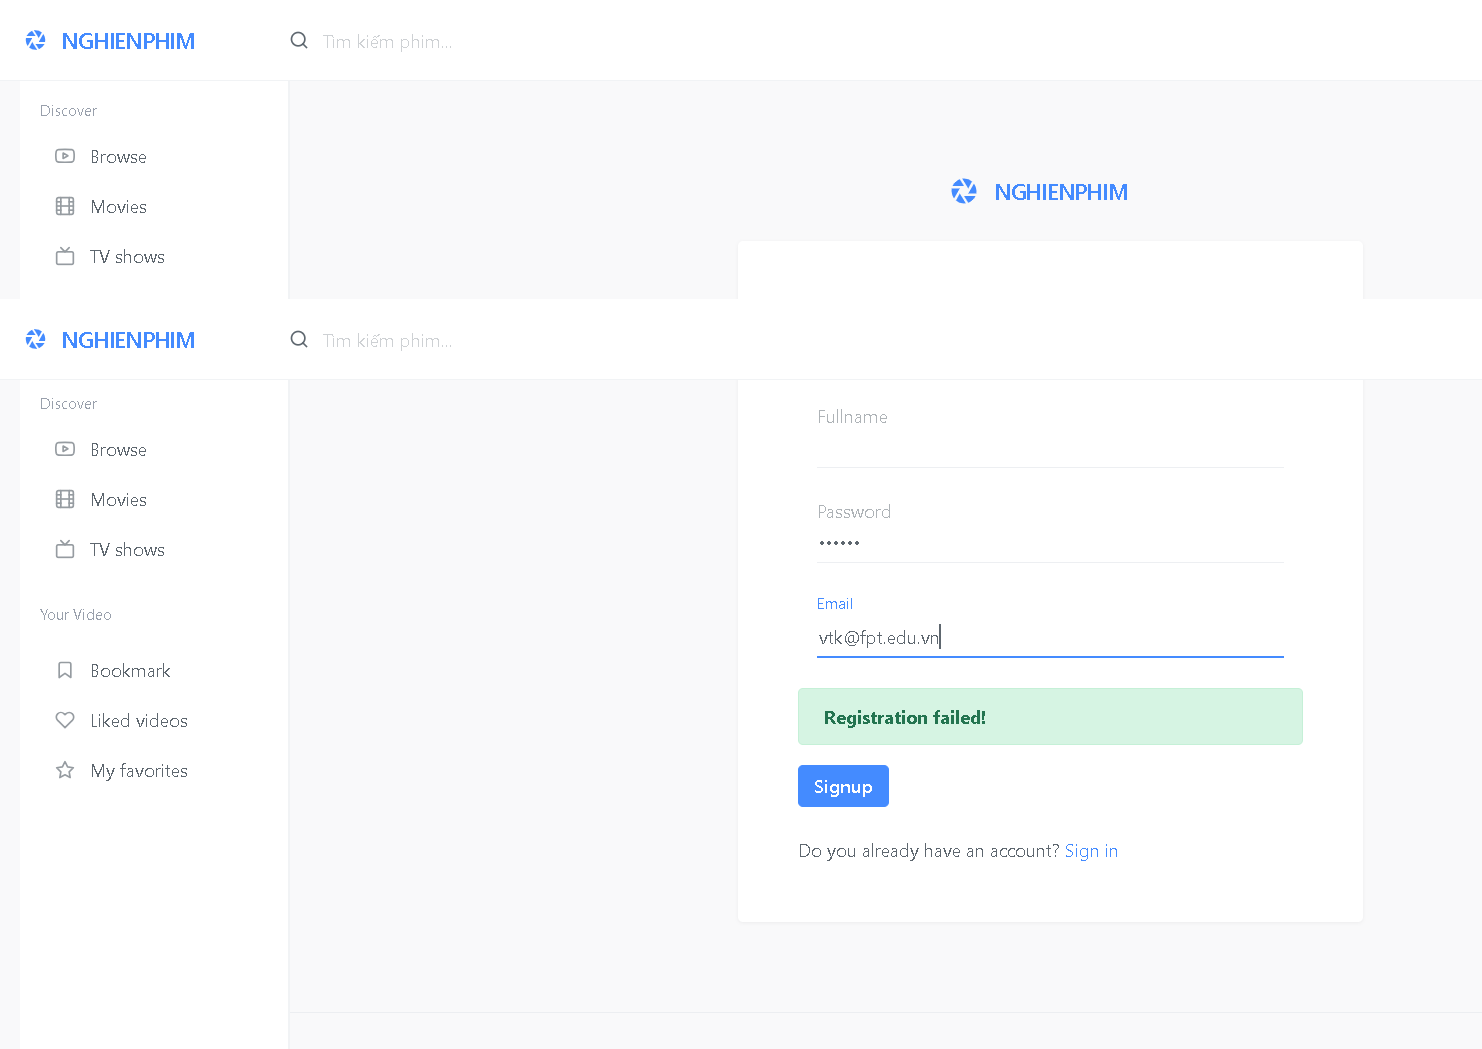 NGHIENPHIM
Tìm kiếm phim...
Discover
Browse
Movies
TV shows
NGHIENPHIM
NGHIENPHIM
Tìm kiếm phim...
Discover
Browse
Movies
TV shows
Your Video
Bookmark
Liked videos
My favorites
Fullname
Password
••••••
Email
vtk@fpt.edu.vn
Registration failed!
Signup
Do you already have an account? Sign in